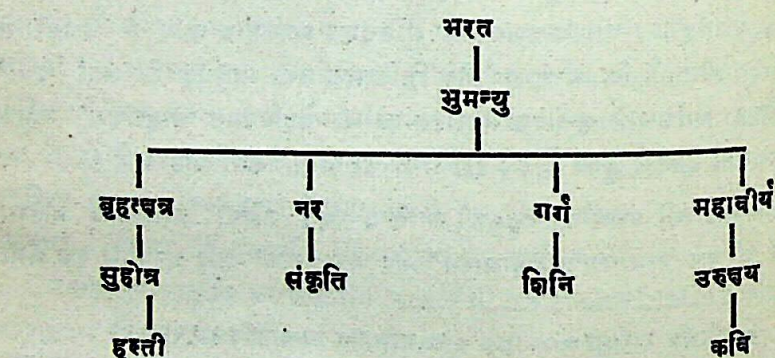 भरत
भुमन्यु
बृहत्क्षत्र नर गर्ग महावीर्य
सुहोत्र संकृति शिनि उरुक्षय
हस्ती कवि